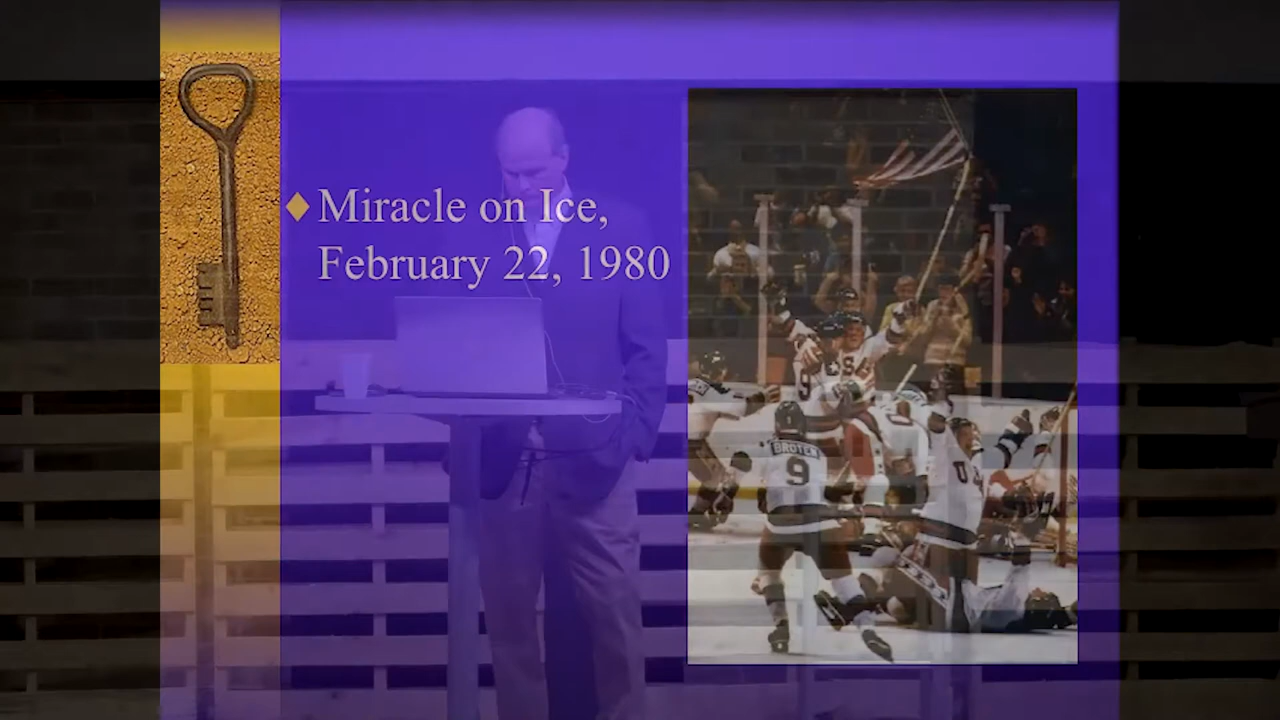 Miracle on Ice,
February 22, 1980
USA
BROTEN
9